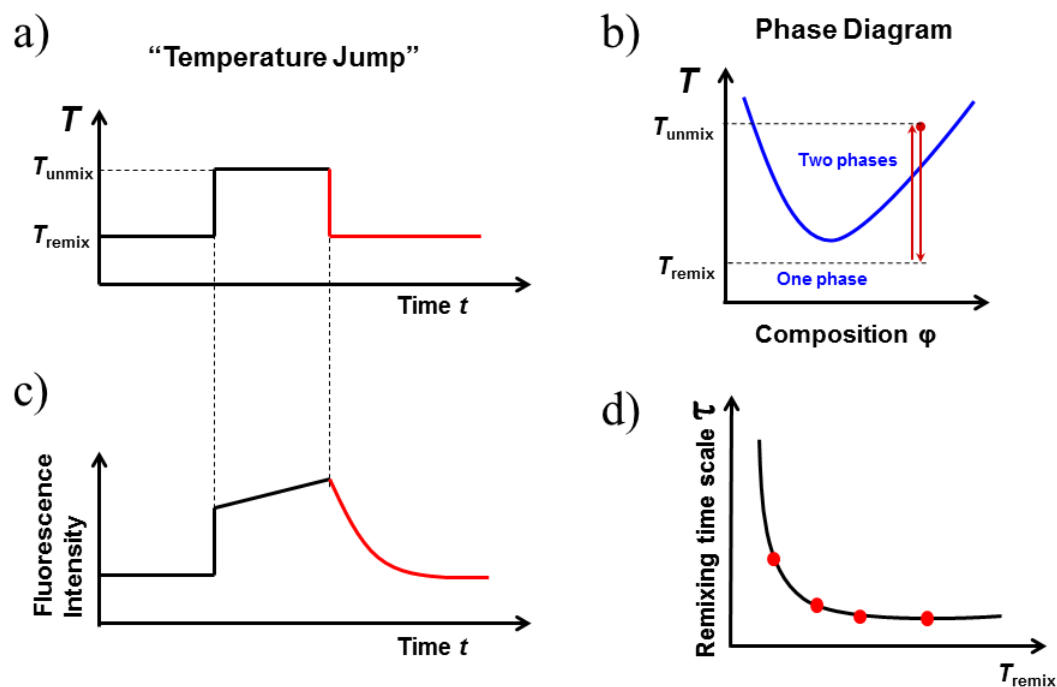 a)
“Temperature Jump”
T
Tunmix
Tremix
Time t
b)
Phase Diagram
T
Tunmix
Two phases
Tremix
One phase
Composition φ
c)
Fluorescence
Intensity
Time t
d)
Remixing time scale τ
Tremix